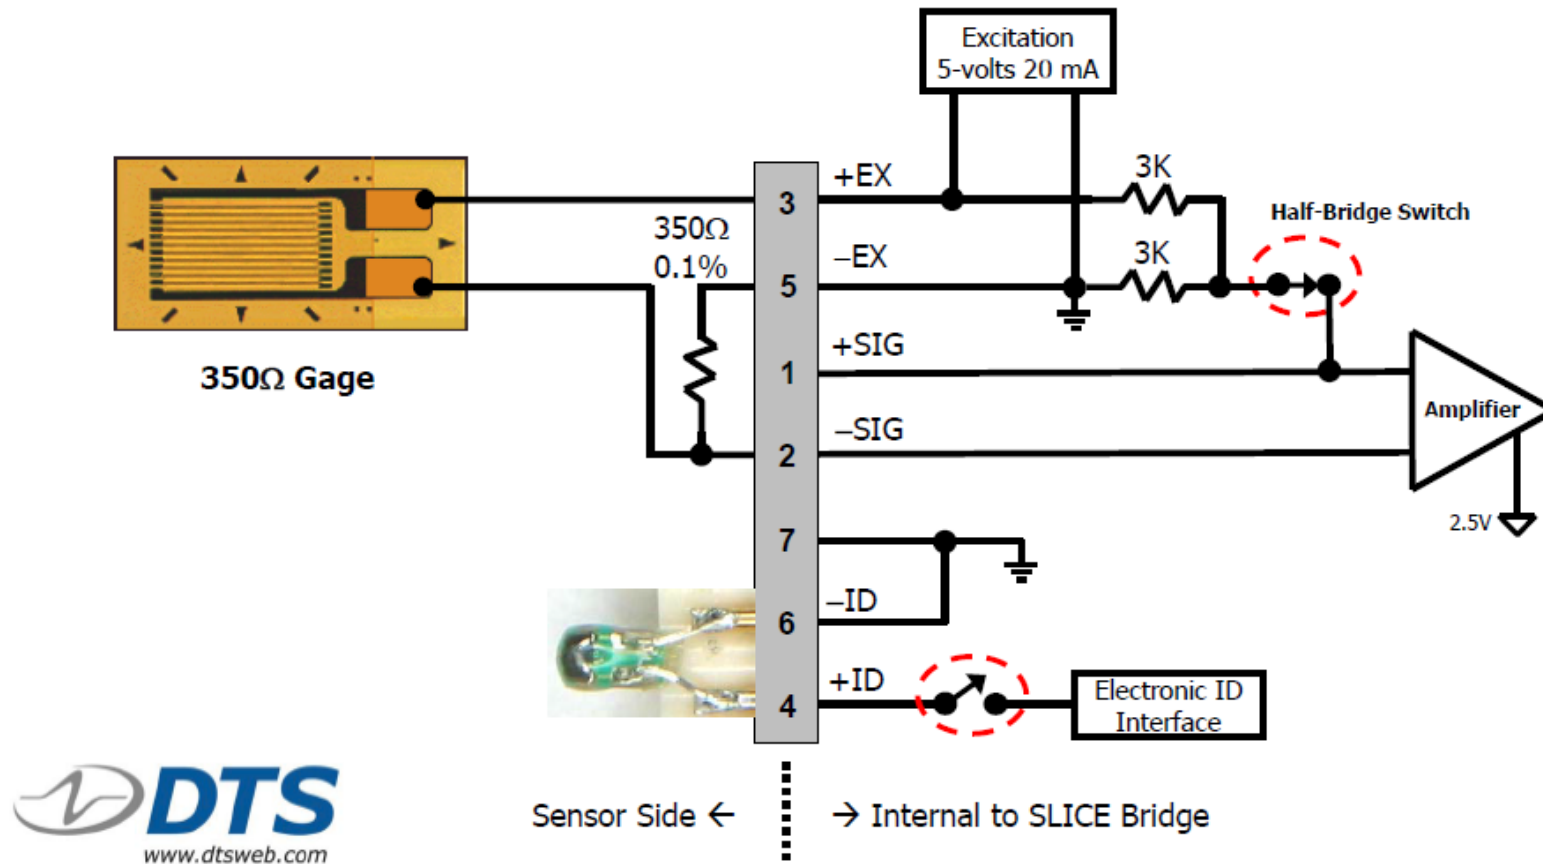 Excitation
5-volts 20 mA
3
+EX
3K
Half-Bridge Switch
350Ω
0.1%
5
−EX
3K
350Ω Gage
1
+SIG
Amplifier
2
−SIG
2.5V
7
6
−ID
4
+ID
Electronic ID
Interface
DTS
www.dtsweb.com
Sensor Side ←
→ Internal to SLICE Bridge